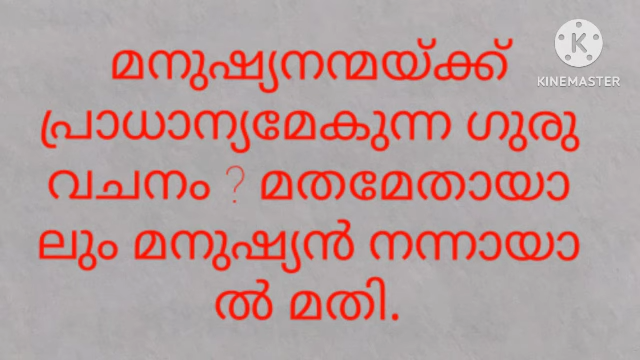 മനുഷ്യനന്മയ്ക്ക്
പ്രാധാന്യമേകുന്ന ഗുരു
വചനം ? മതമേതായാ
ലും മനുഷ്യൻ നന്നായാ
ൽ മതി.
KINEMASTER